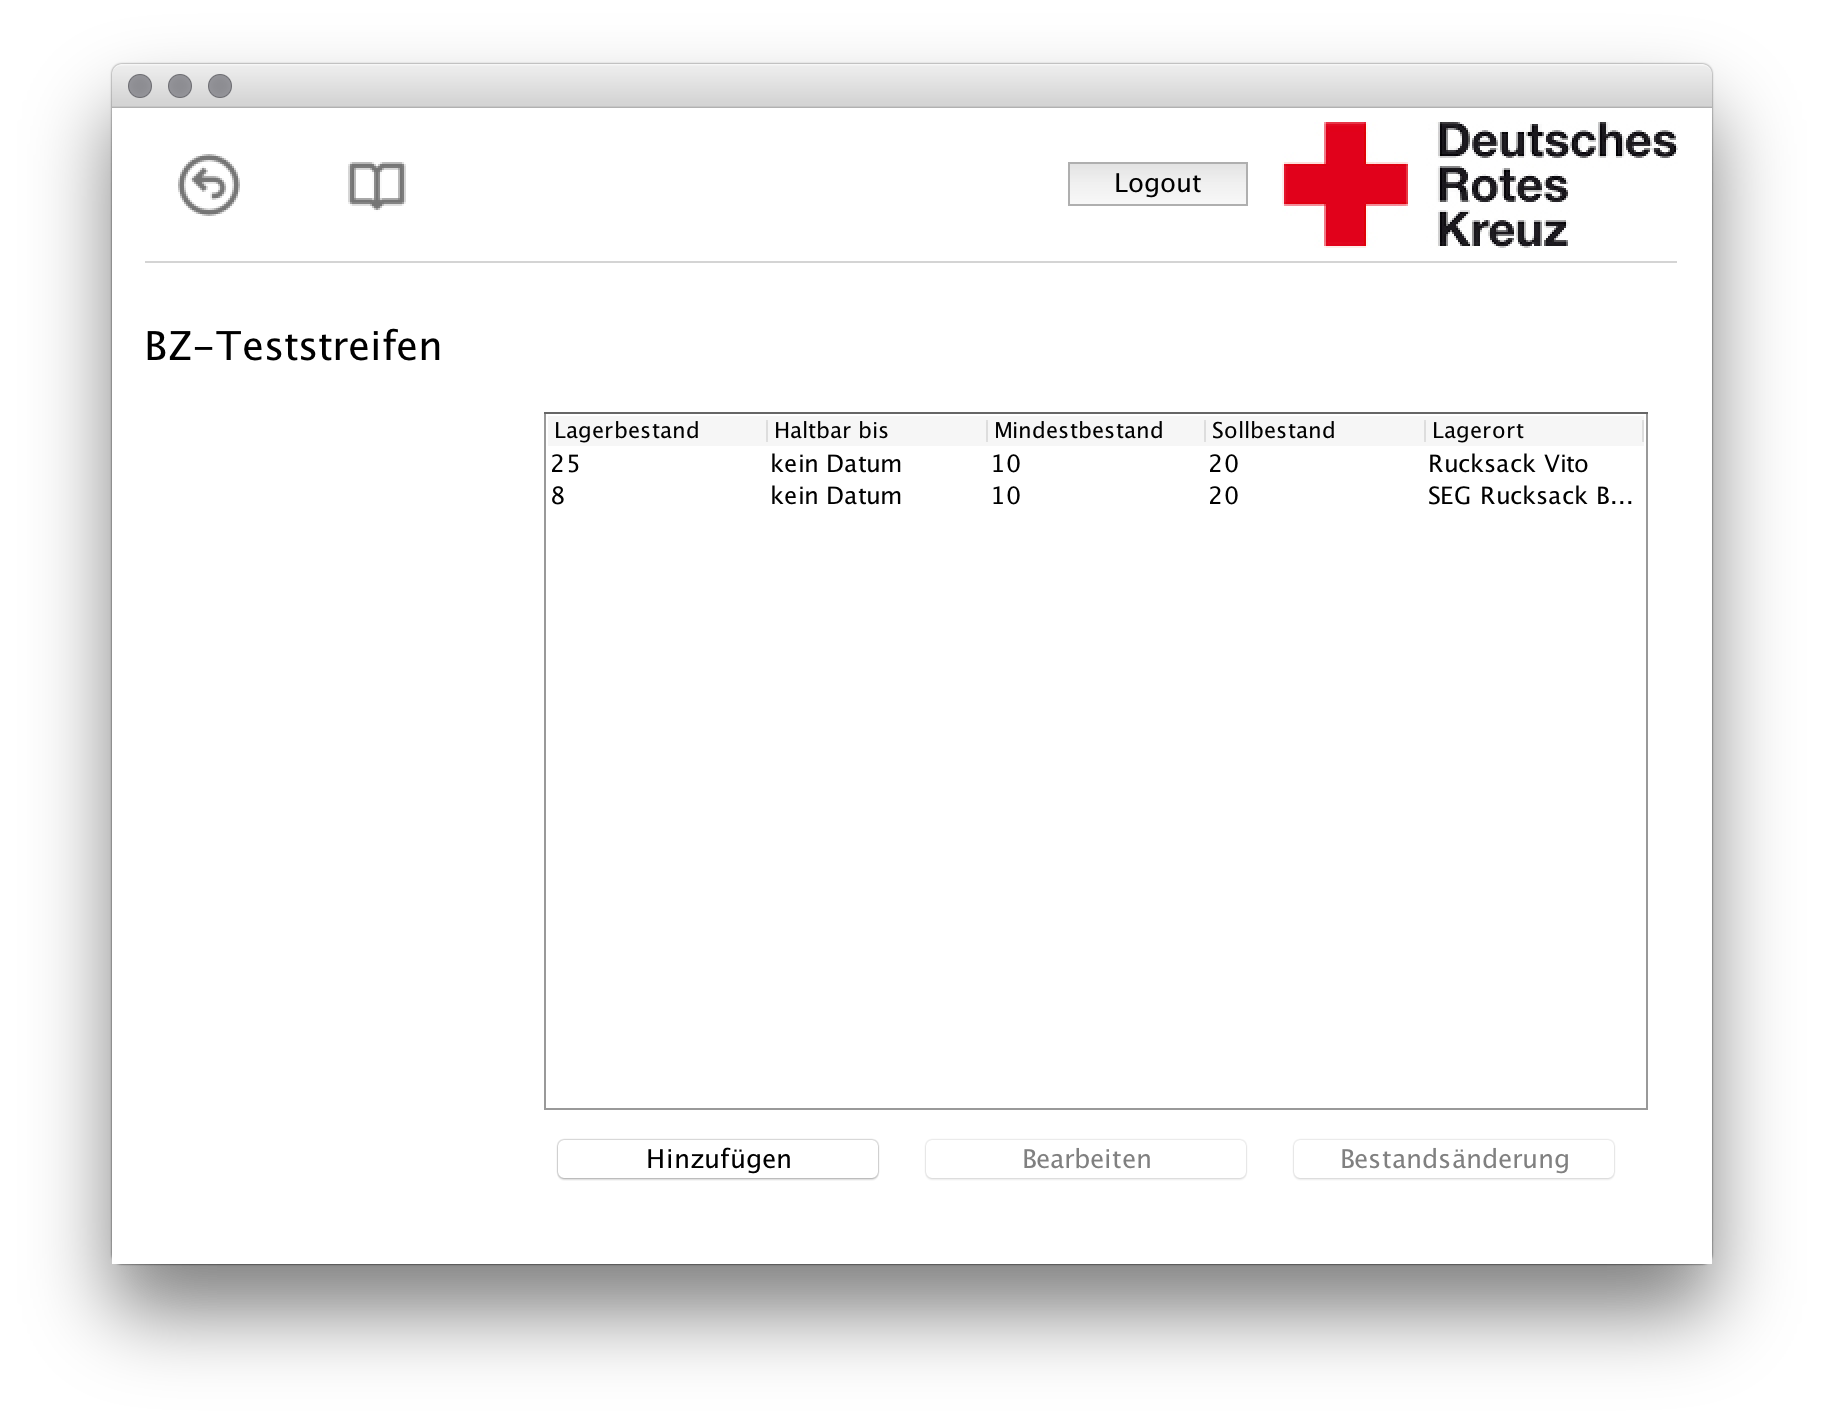 Logout
Deutsches
Rotes
Kreuz
BZ-Teststreifen
Lagerbestand Haltbar bis Mindestbestand Sollbestand Lagerort
25 kein Datum 10 20 Rucksack Vito
8 kein Datum 10 20 SEG Rucksack B...
Hinzufügen Bearbeiten Bestandsänderung